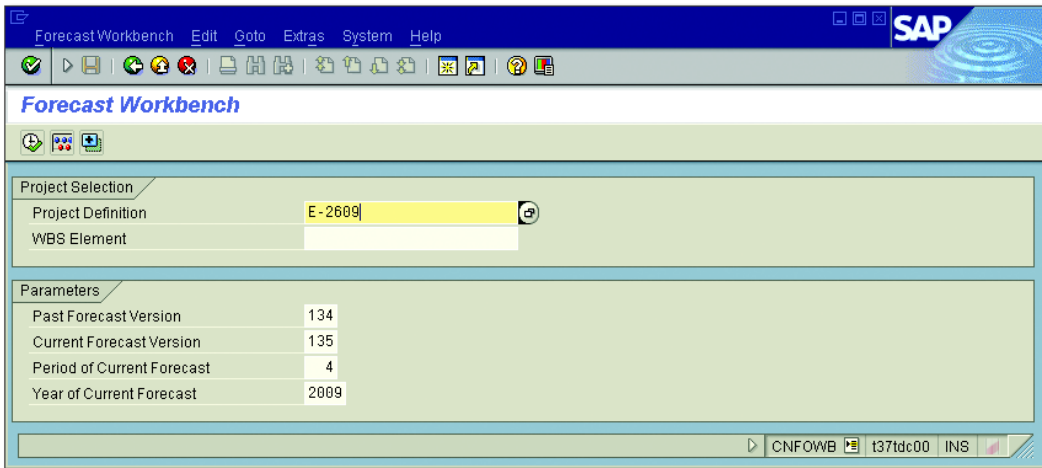 SAP
Forecast Workbench Edit Goto Extras System Help
Forecast Workbench
Project Selection
Project Definition E-2609
WBS Element
Parameters
Past Forecast Version 134
Current Forecast Version 135
Period of Current Forecast 4
Year of Current Forecast 2009
CNFOWB t37tdc00 INS